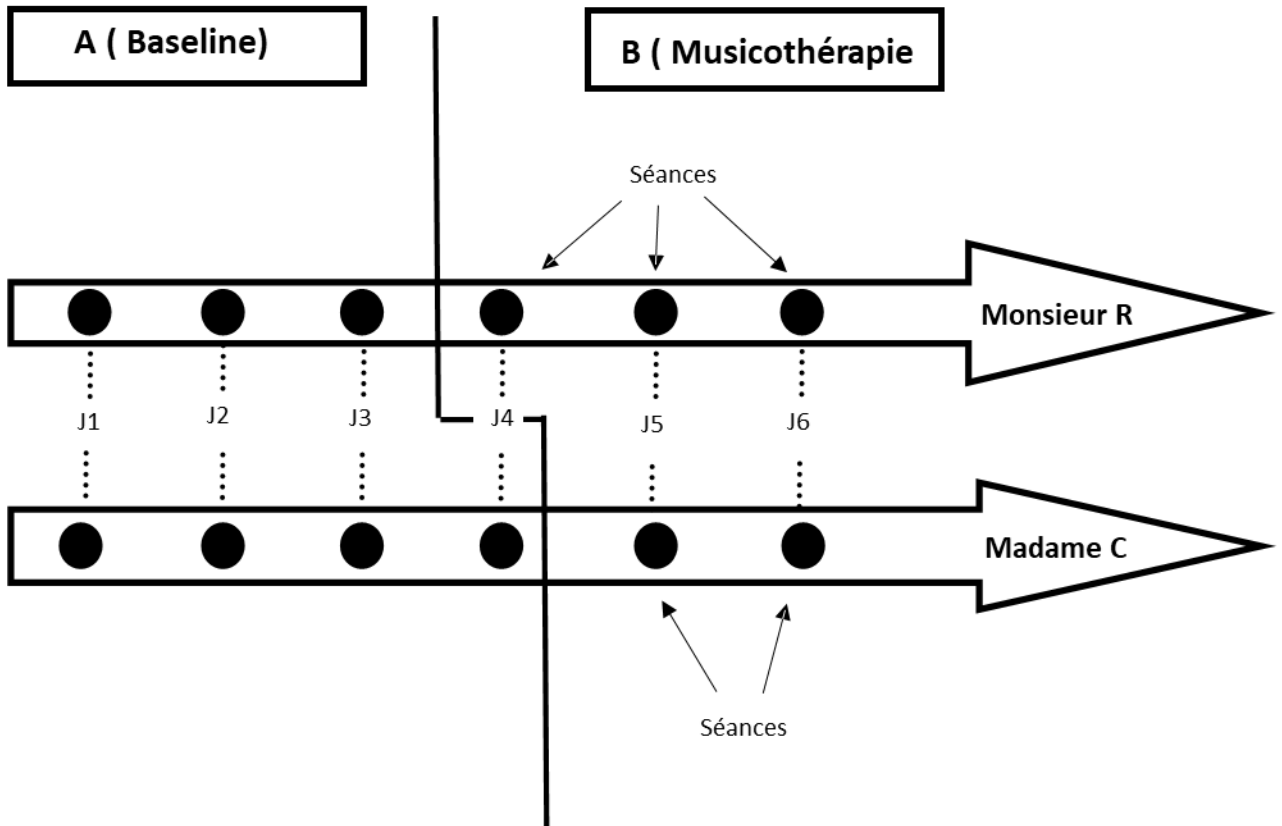 A ( Baseline)
B ( Musicothérapie
Séances
Monsieur R
J1
J2
J3
J4
J5
J6
Madame C
Séances